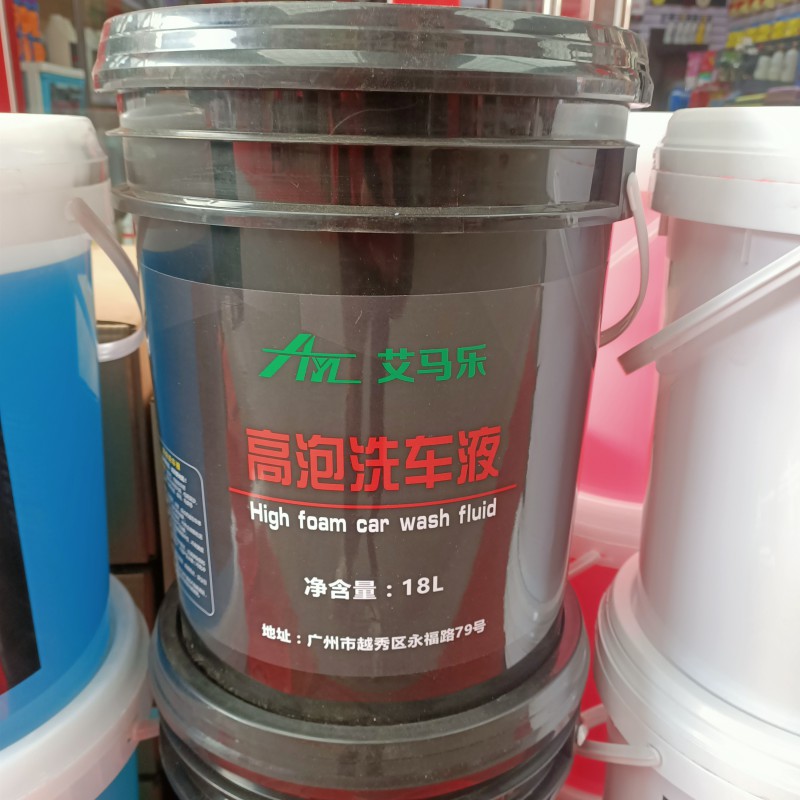 AML 艾马乐
高泡洗车液
High foam car wash fluid
净含量：18L
地址：广州市越秀区永福路79号